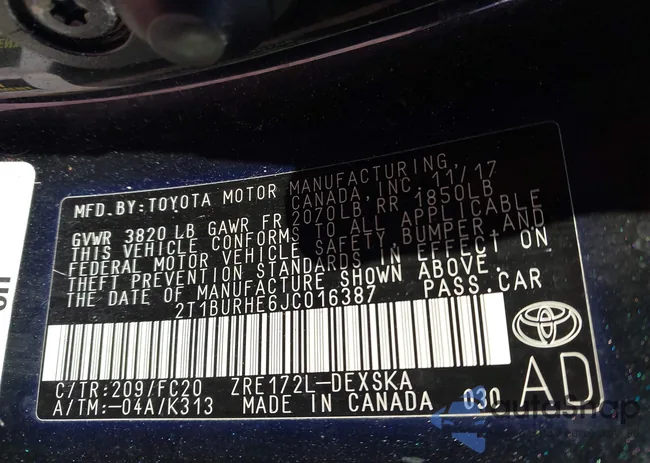 MFD.BY:TOYOTA MOTOR MANUFACTURING,
CANADA, INC. 11/17
GVWR 3820 LB GAWR FR 2070LB RR 1850LB
THIS VEHICLE CONFORMS TO ALL APPLICABLE
FEDERAL MOTOR VEHICLE SAFETY, BUMPER, AND
THEFT PREVENTION STANDARDS IN EFFECT ON
THE DATE OF MANUFACTURE SHOWN ABOVE.
2T1BURHE6JC016387 PASS.CAR
C/TR:209/FC20 ZRE172L-DEXSKA
A/TM:-04A/K313 MADE IN CANADA 030
AD
AutoSnap